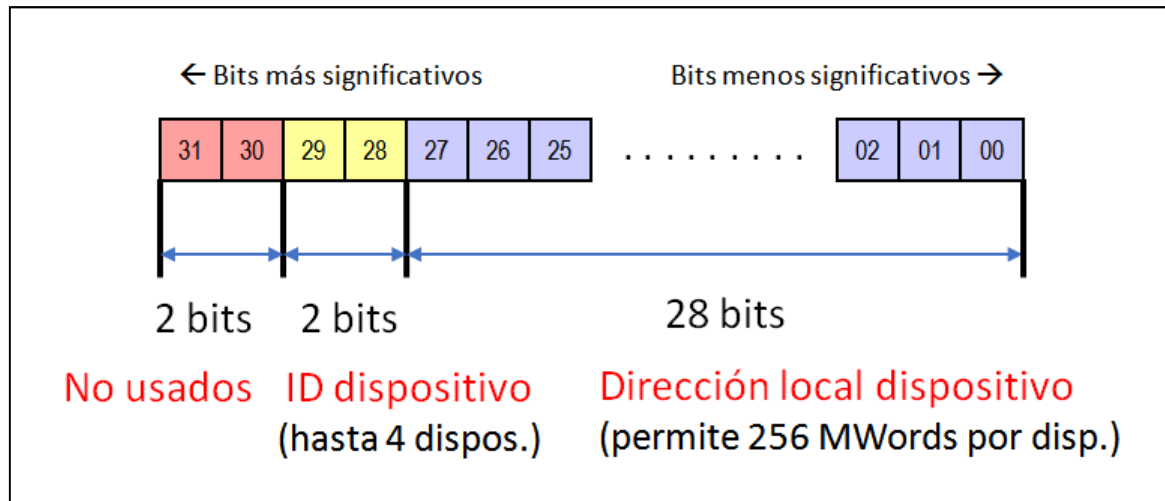 ← Bits más significativos Bits menos significativos →
31 30 29 28 27 26 25 ......... 02 01 00
2 bits 2 bits 28 bits
No usados ID dispositivo Dirección local dispositivo
(hasta 4 dispos.) (permite 256 MWords por disp.)